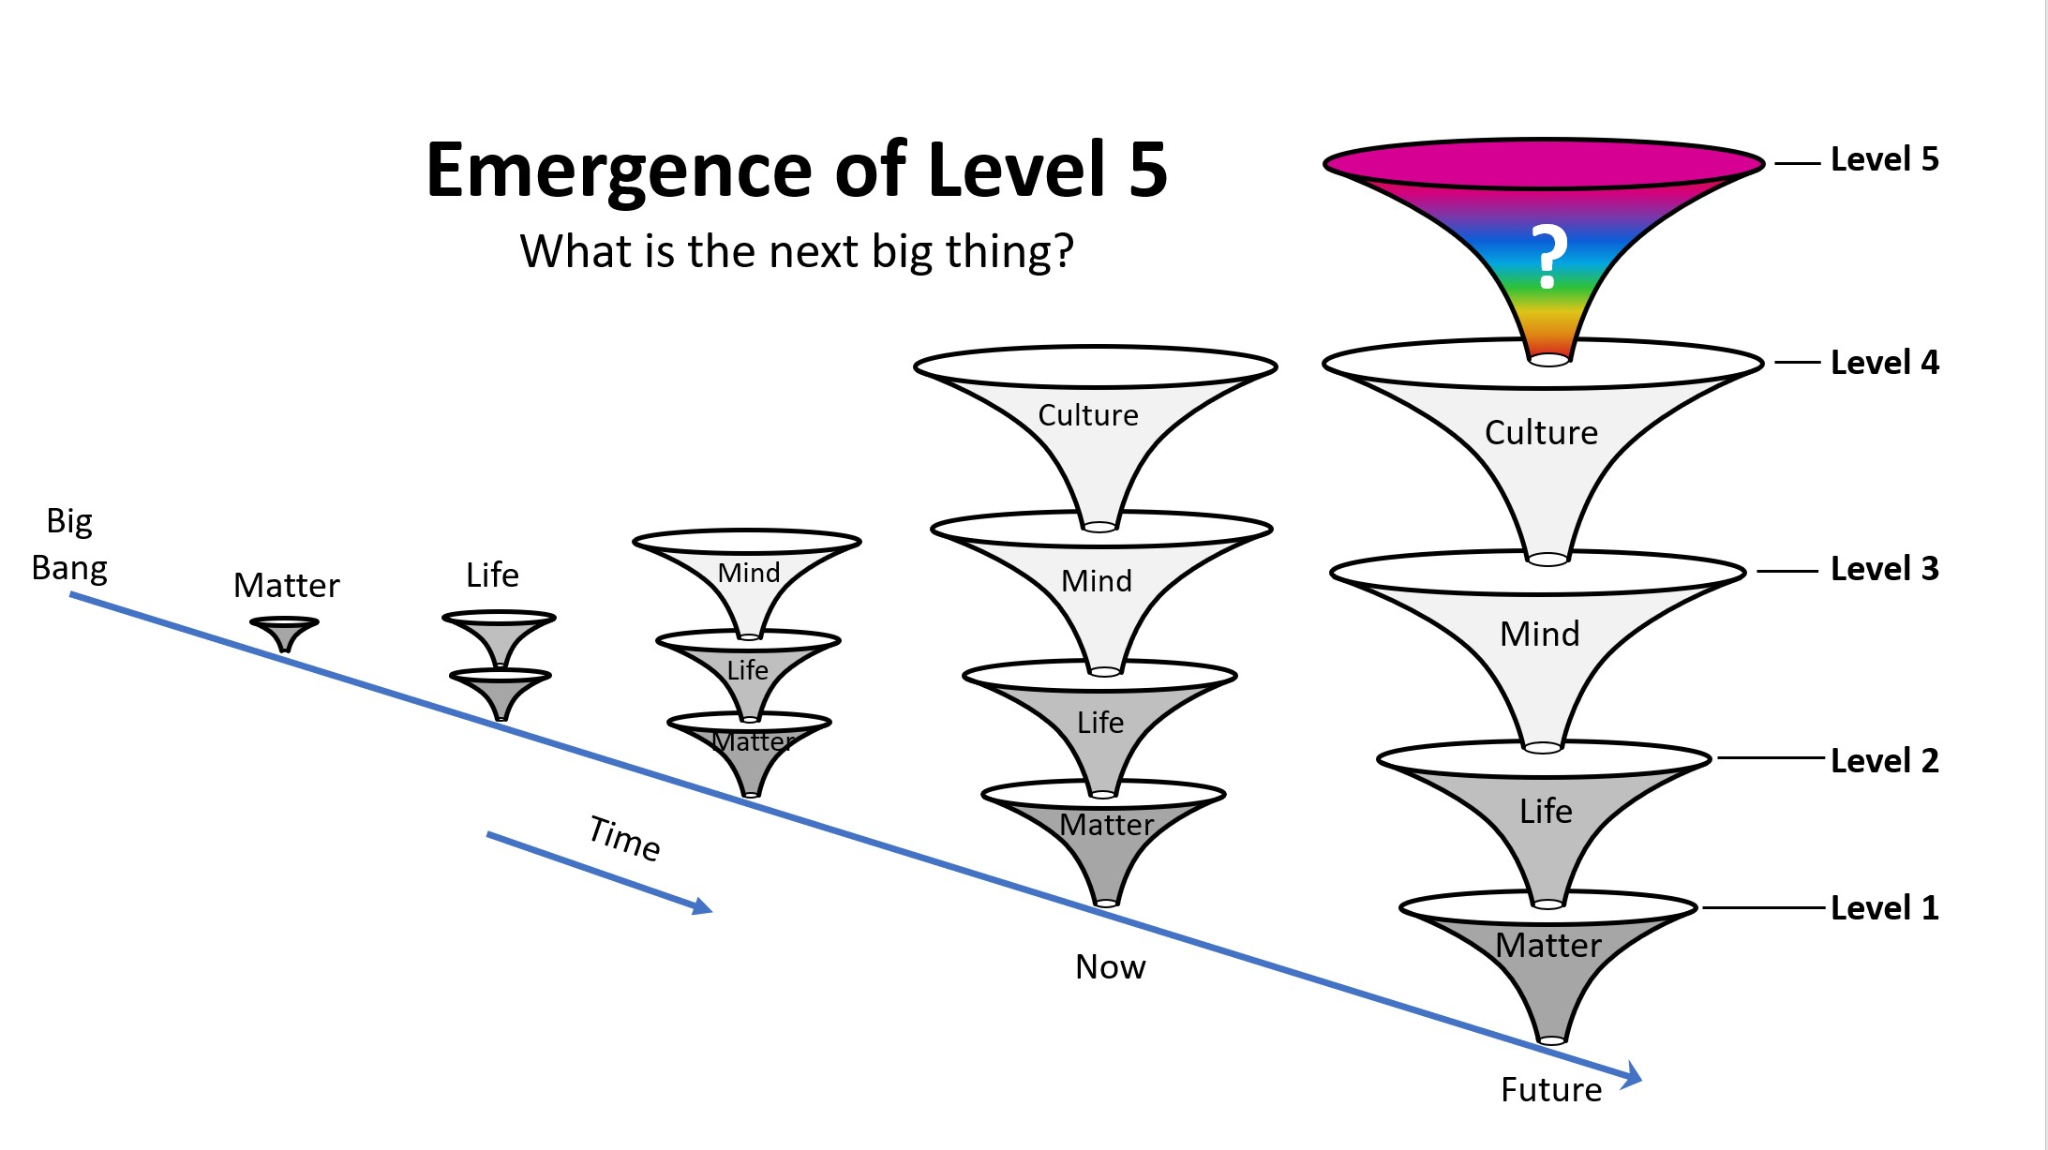 Emergence of Level 5
What is the next big thing?
Big
Bang
Matter
Life
Mind
Life
Matter
Culture
Mind
Life
Matter
?
Culture
Mind
Life
Matter
Level 5
Level 4
Level 3
Level 2
Level 1
Time
Now
Future